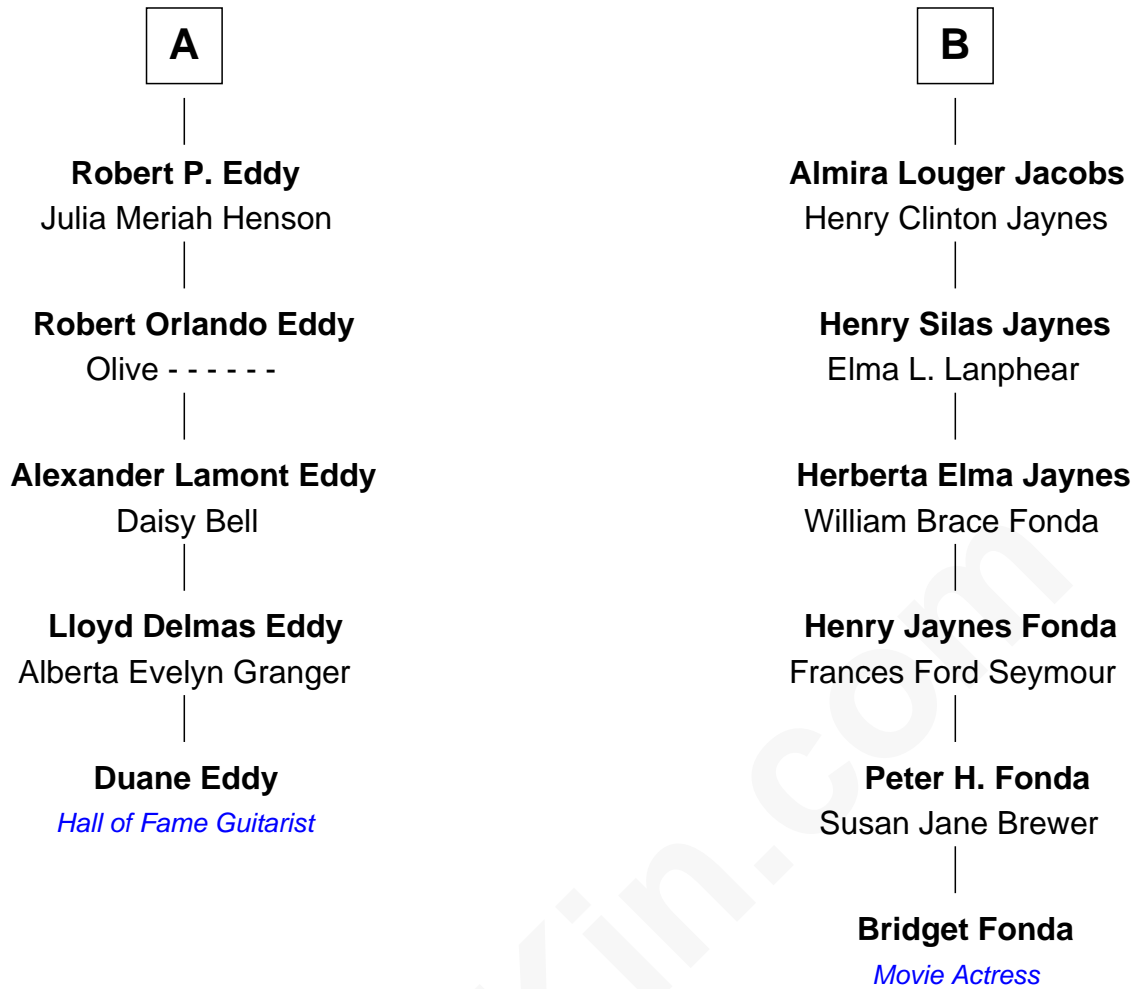 A
Robert P. Eddy
Julia Meriah Henson
Robert Orlando Eddy
Olive - - - - - -
Alexander Lamont Eddy
Daisy Bell
Lloyd Delmas Eddy
Alberta Evelyn Granger
Duane Eddy
Hall of Fame Guitarist
B
Almira Louger Jacobs
Henry Clinton Jaynes
Henry Silas Jaynes
Elma L. Lanphear
Herberta Elma Jaynes
William Brace Fonda
Henry Jaynes Fonda
Frances Ford Seymour
Peter H. Fonda
Susan Jane Brewer
Bridget Fonda
Movie Actress
Kin.com